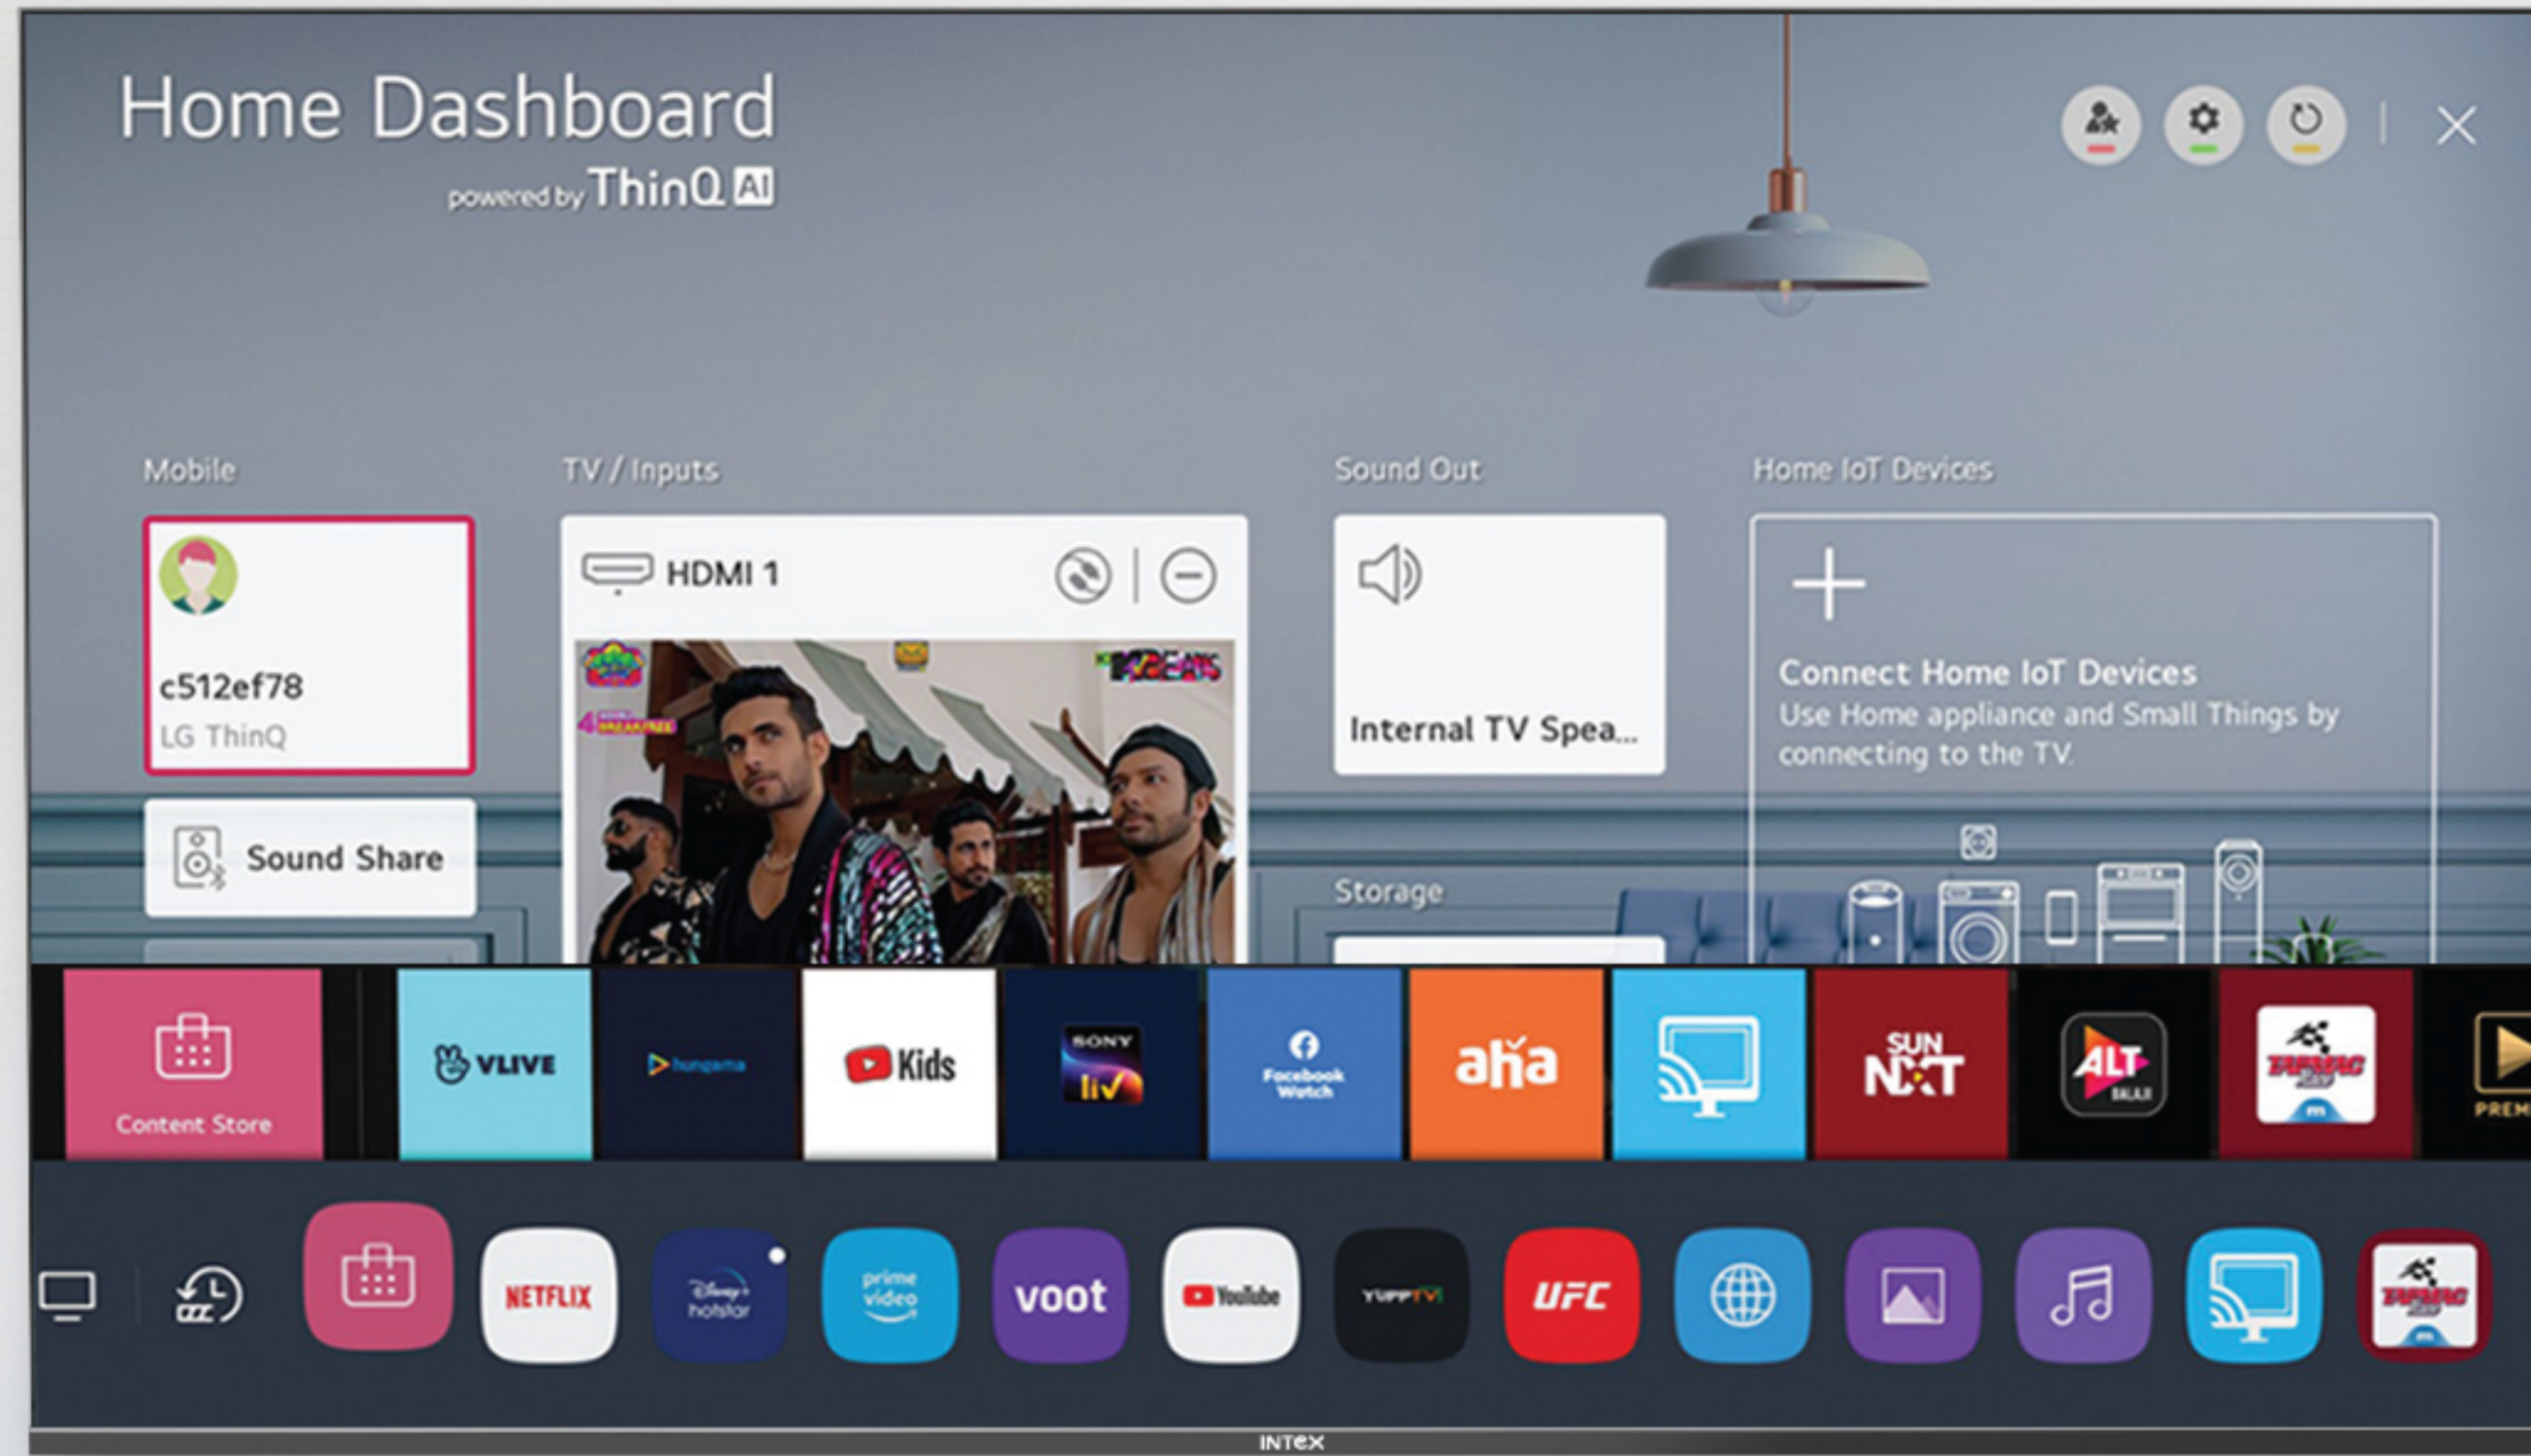 Home Dashboard
powered by ThinQ AI
Mobile
TV / Inputs
Sound Out
Home IoT Devices
HDMI 1
c512ef78
LG ThinQ
Internal TV Spea...
Connect Home IoT Devices
Use Home appliance and Small Things by
connecting to the TV.
Sound Share
Storage
Content Store
VLIVE
hungama
Kids
SONY
liv
Facebook
Watch
aha
SUN
NXT
ALT
BALAJI
m
PREM
NETFLIX
Disney+
hotstar
prime
video
voot
YouTube
YUPPTV
UFC
m
INTEX